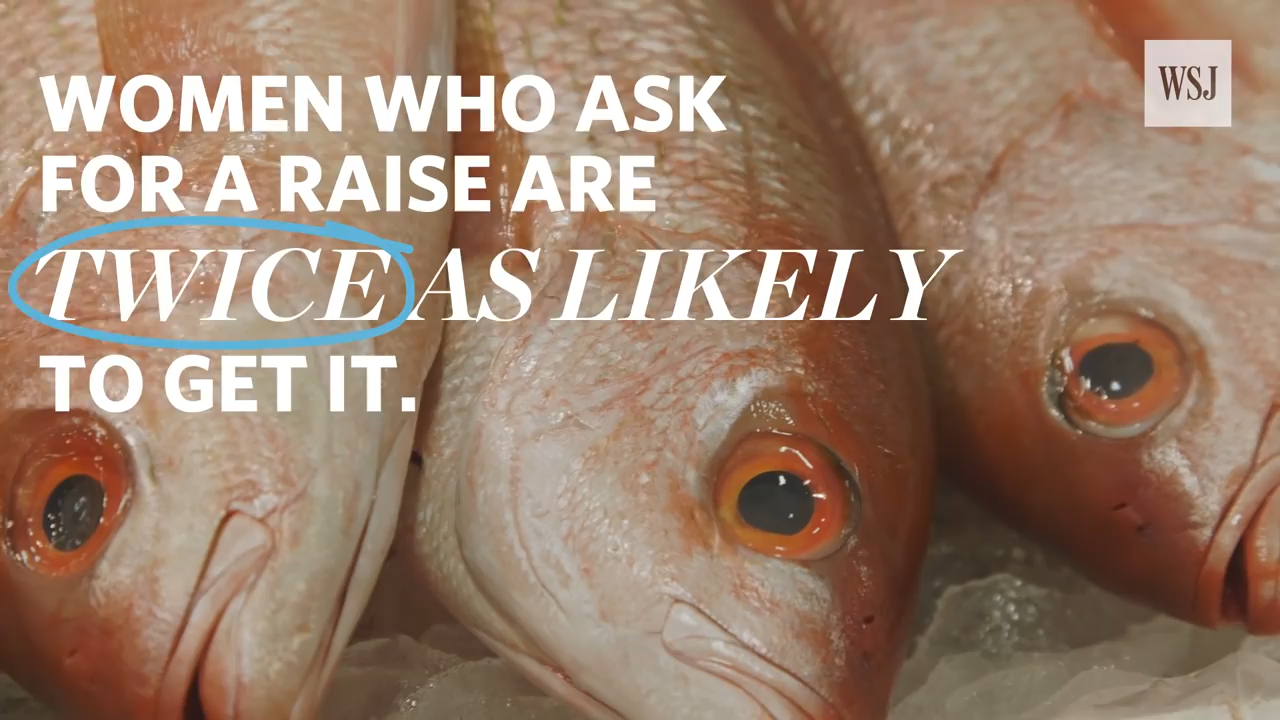 WOMEN WHO ASK
FOR A RAISE ARE
TWICE AS LIKELY
TO GET IT.
WSJ